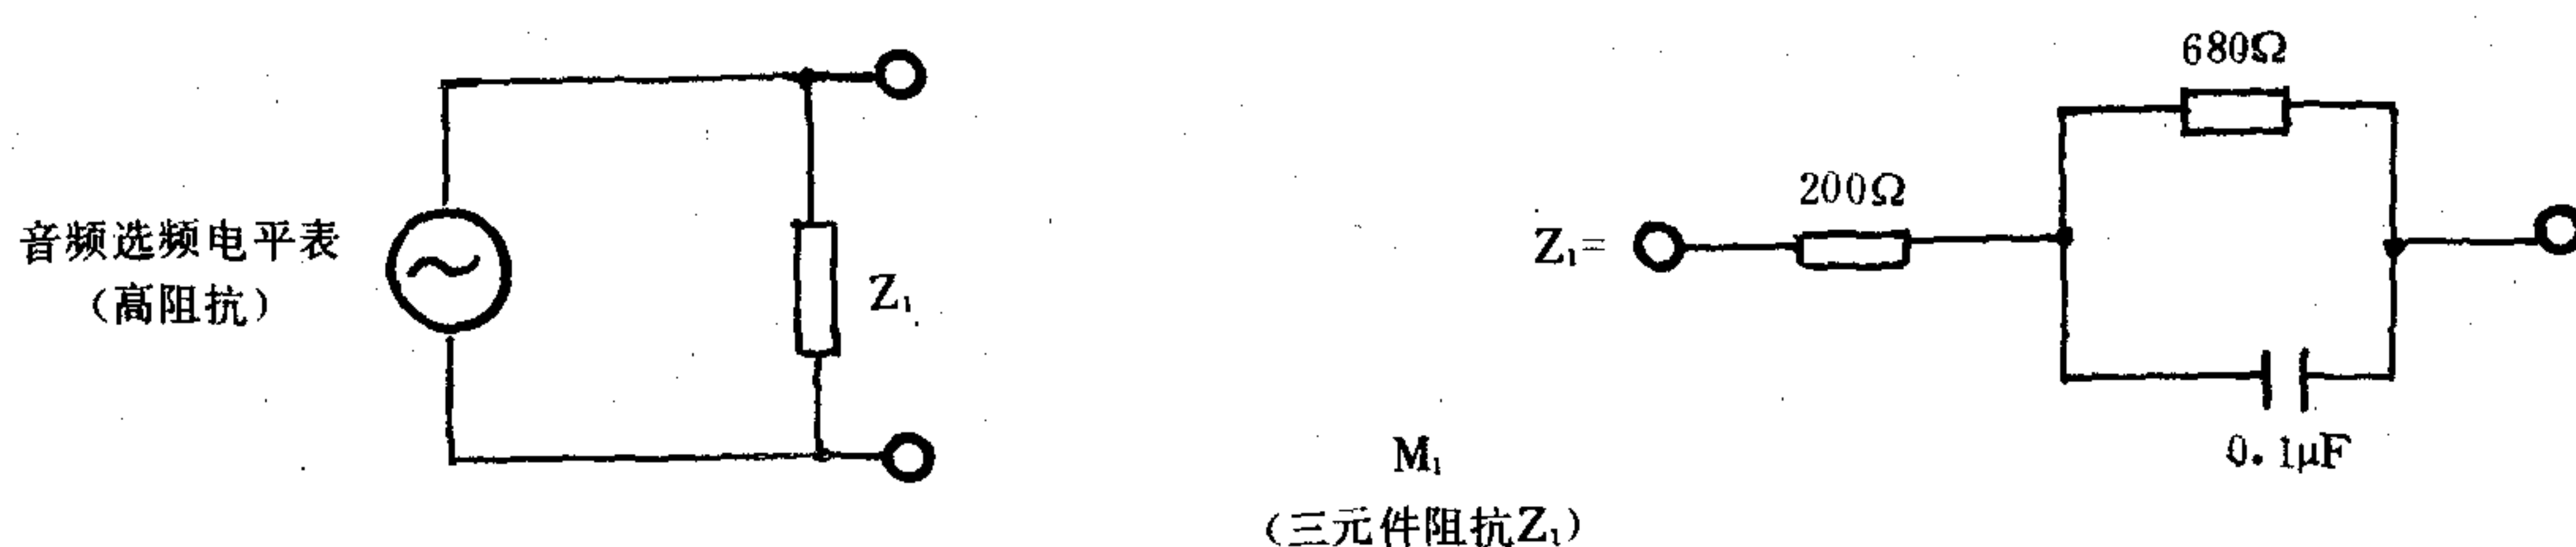 音频选频电平表
（高阻抗）
Z₁
Z₁=
200Ω
680Ω
0.1μF
M₁
（三元件阻抗Z₁）